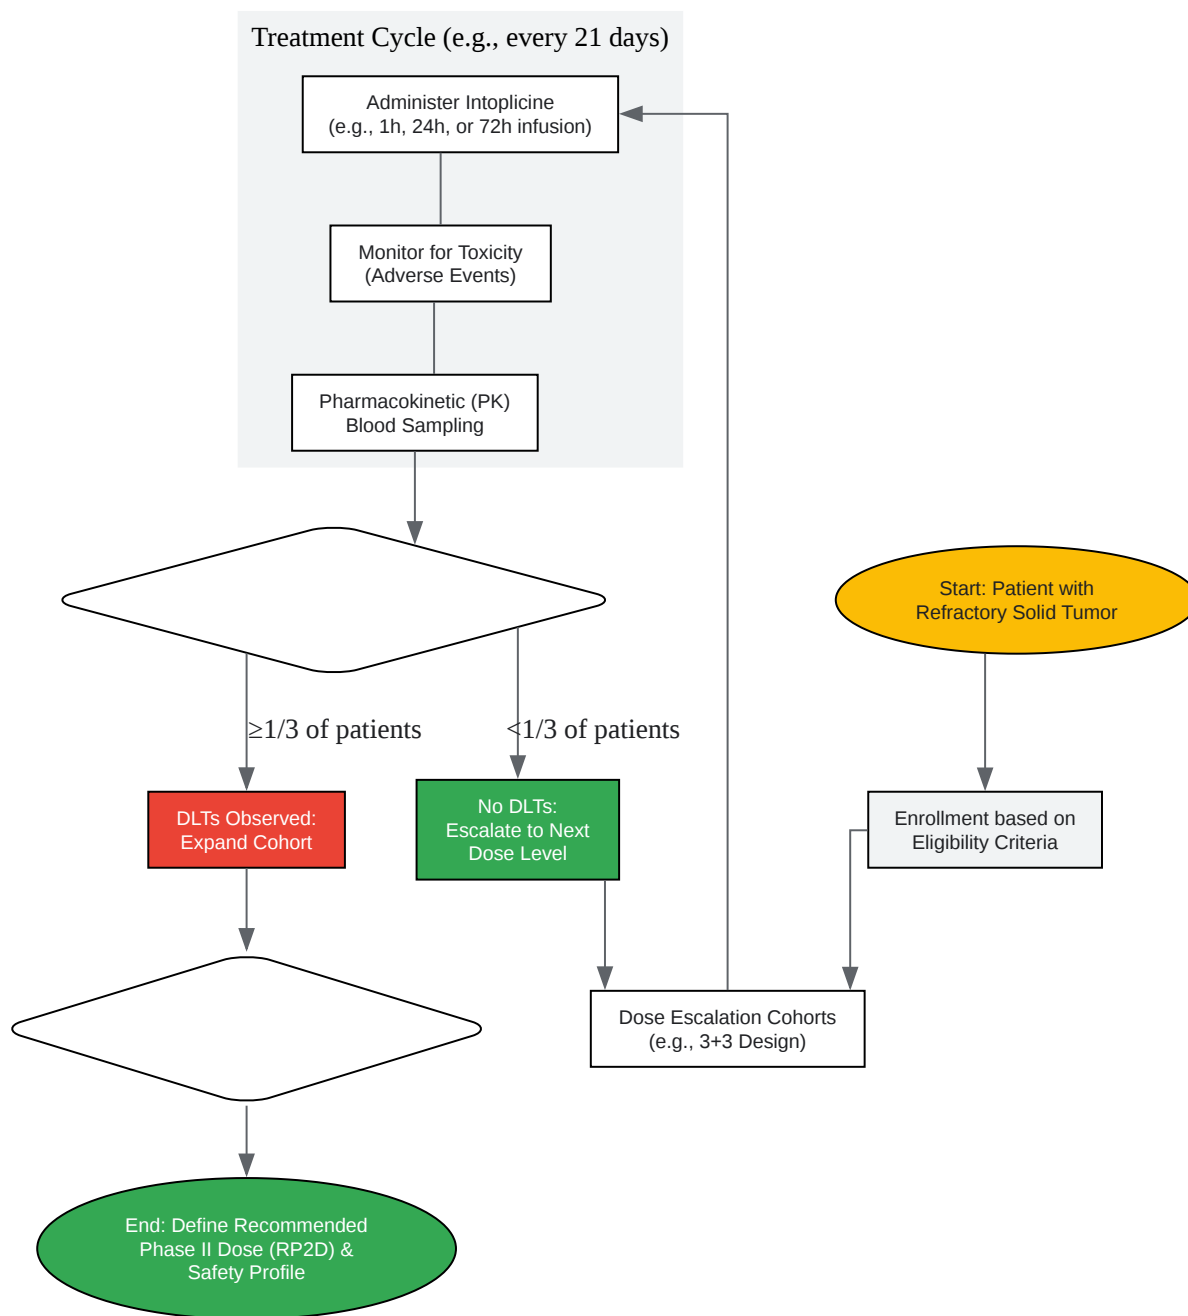 Treatment Cycle (e.g., every 21 days)
Administer Intoplicine
(e.g., 1h, 24h, or 72h infusion)
Monitor for Toxicity
(Adverse Events)
Pharmacokinetic (PK)
Blood Sampling
Start: Patient with
Refractory Solid Tumor
≥1/3 of patients
<1/3 of patients
DLTs Observed:
Expand Cohort
No DLTs:
Escalate to Next
Dose Level
Enrollment based on
Eligibility Criteria
Dose Escalation Cohorts
(e.g., 3+3 Design)
End: Define Recommended
Phase II Dose (RP2D) &
Safety Profile